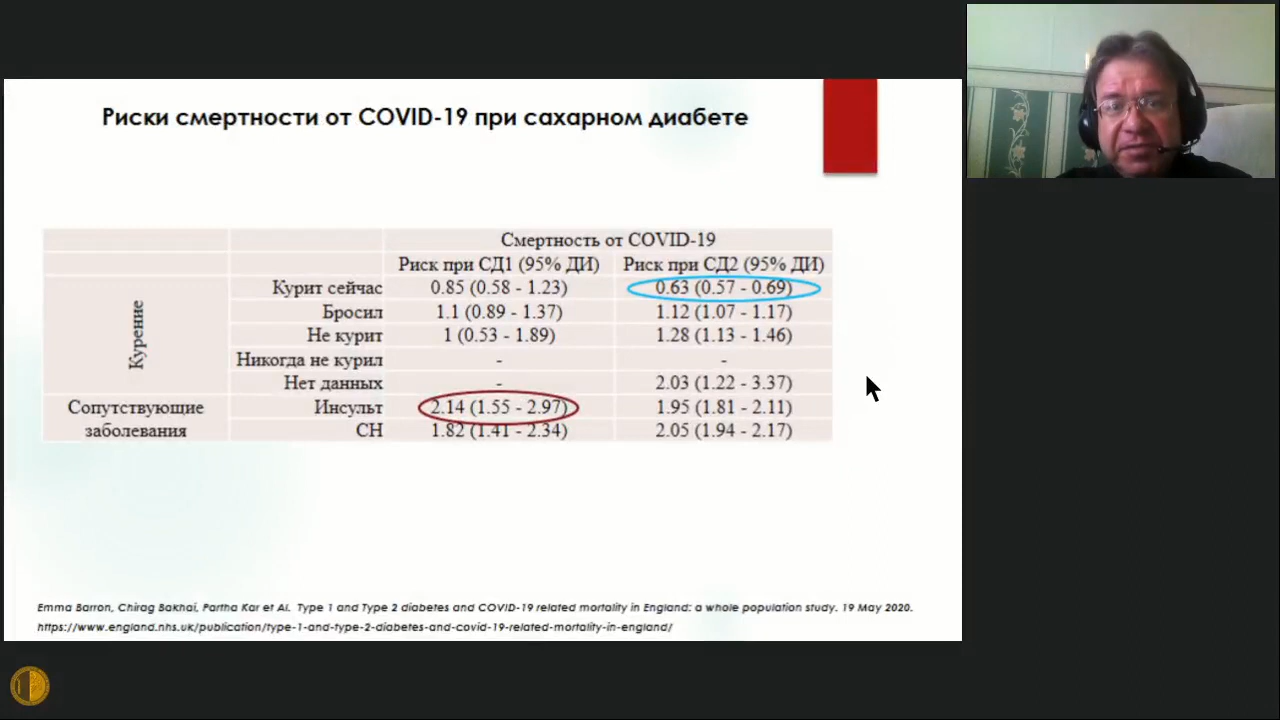 Риски смертности от COVID-19 при сахарном диабете
Смертность от COVID-19
Риск при СД1 (95% ДИ) Риск при СД2 (95% ДИ)
Курение
Курит сейчас 0.85 (0.58 - 1.23) 0.63 (0.57 - 0.69)
Бросил 1.1 (0.89 - 1.37) 1.12 (1.07 - 1.17)
Не курит 1 (0.53 - 1.89) 1.28 (1.13 - 1.46)
Никогда не курил - -
Нет данных - 2.03 (1.22 - 3.37)
Сопутствующие Инсульт 2.14 (1.55 - 2.97) 1.95 (1.81 - 2.11)
заболевания СН 1.82 (1.41 - 2.34) 2.05 (1.94 - 2.17)
Emma Barron, Chirag Bakhai, Partha Kar et Al. Type 1 and Type 2 diabetes and COVID-19 related mortality in England: a whole population study. 19 May 2020.
https://www.england.nhs.uk/publication/type-1-and-type-2-diabetes-and-covid-19-related-mortality-in-england/